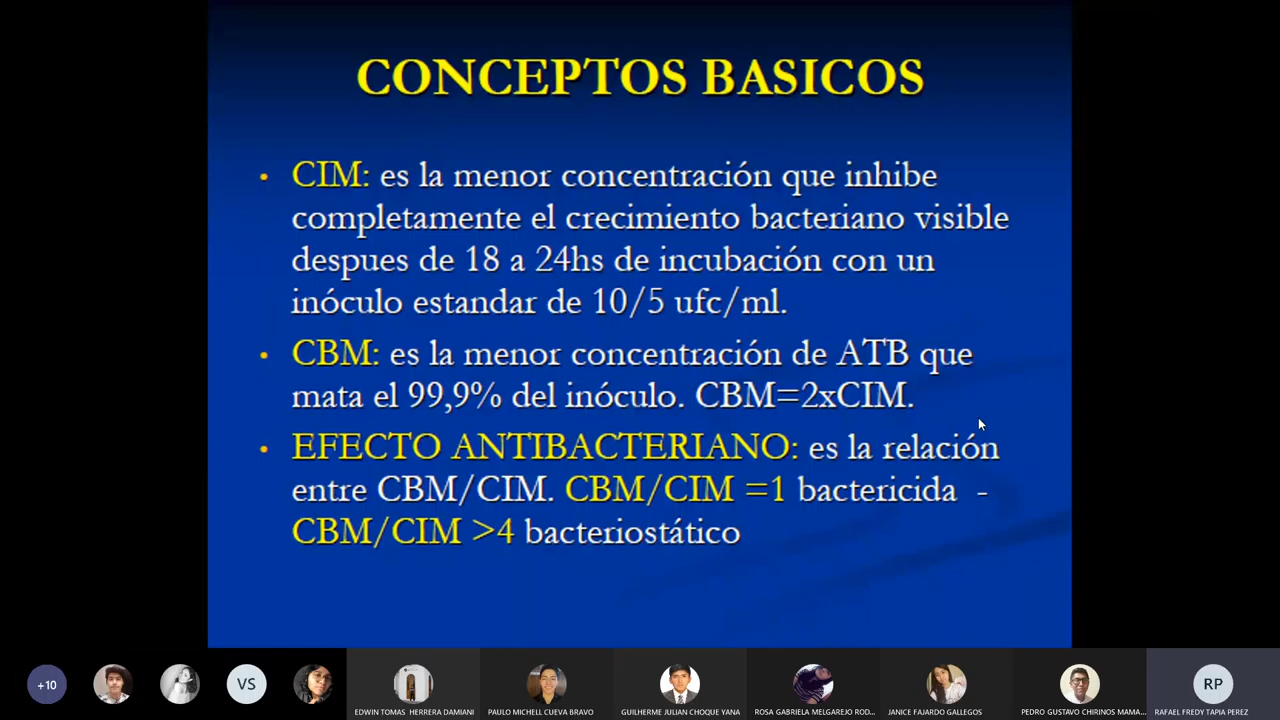 CONCEPTOS BASICOS
• CIM: es la menor concentración que inhibe
completamente el crecimiento bacteriano visible
despues de 18 a 24hs de incubación con un
inóculo estandar de 10/5 ufc/ml.
• CBM: es la menor concentración de ATB que
mata el 99,9% del inóculo. CBM=2xCIM.
• EFECTO ANTIBACTERIANO: es la relación
entre CBM/CIM. CBM/CIM =1 bactericida -
CBM/CIM >4 bacteriostático
+10
VS
RP
EDWIN TOMAS HERRERA DAMIANI
PAULO MICHELL CUEVA BRAVO
GUILHERME JULIAN CHOQUE YANA
ROSA GABRIELA MELGAREJO ROD...
JANICE FAJARDO GALLEGOS
PEDRO GUSTAVO CHIRINOS MAMA...
RAFAEL FREDY TAPIA PEREZ